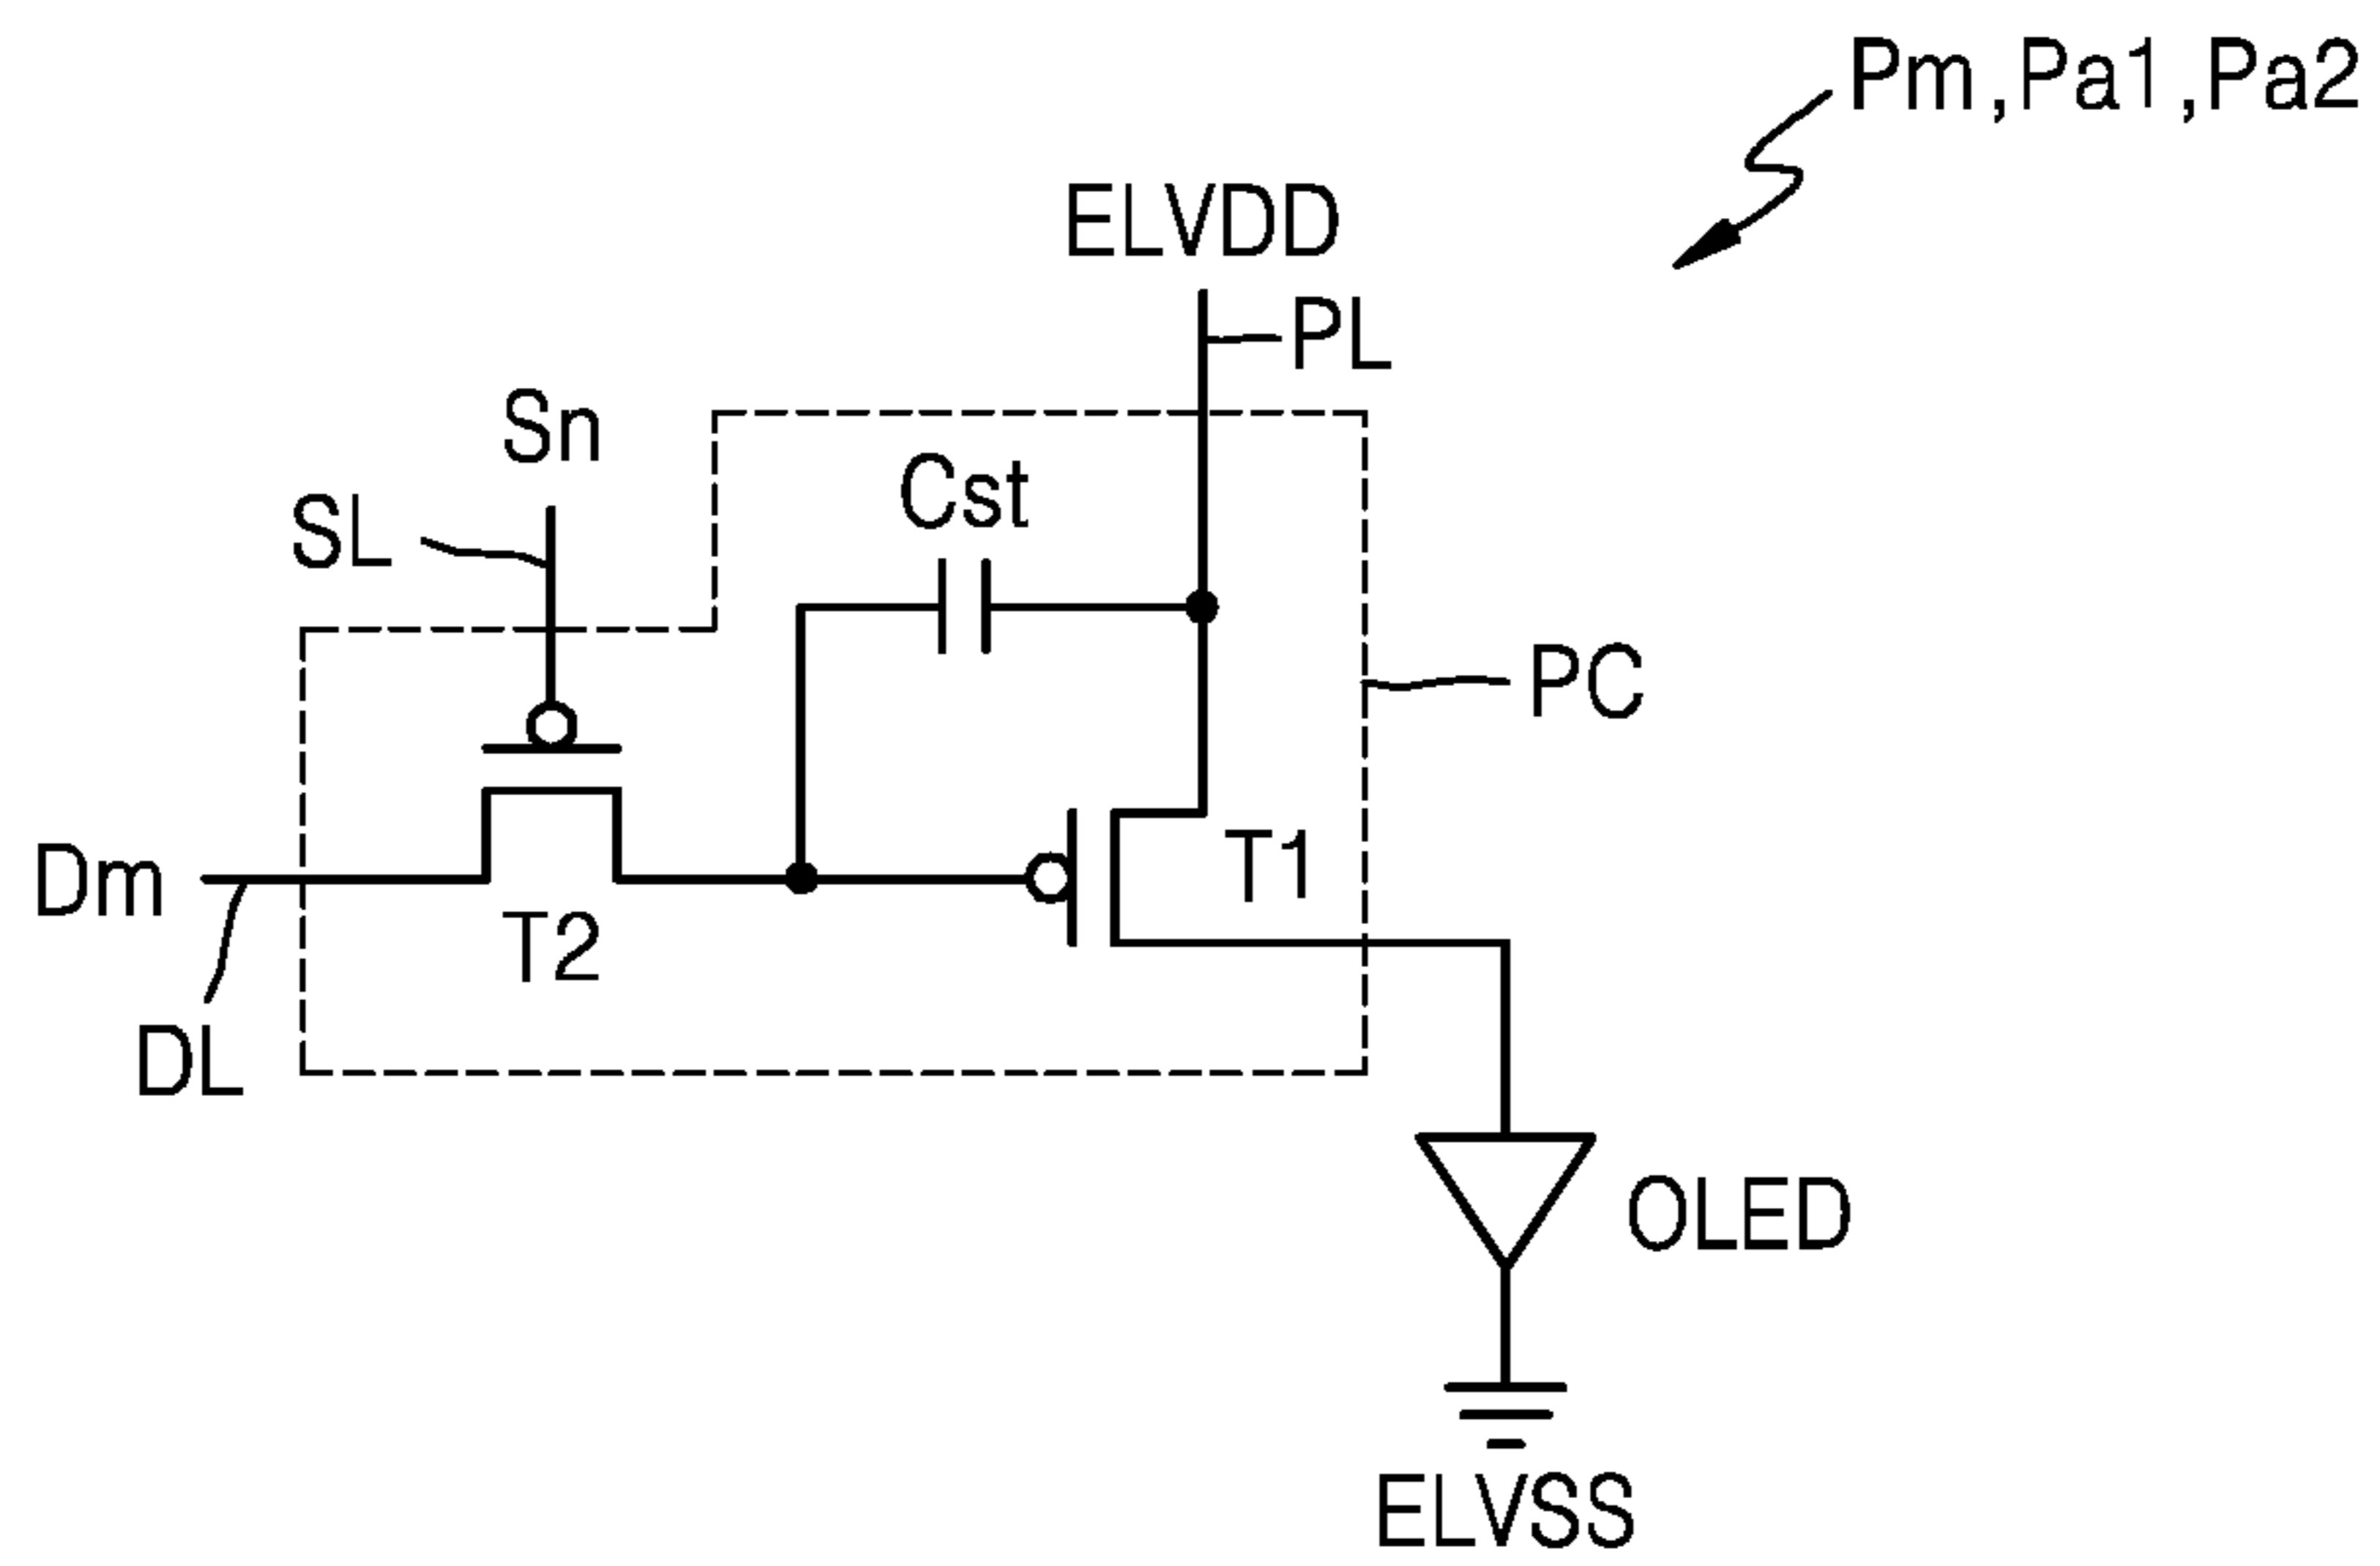 Pm,Pa1,Pa2
ELVDD
PL
Sn
Cst
SL
PC
T1
Dm
T2
DL
OLED
ELVSS